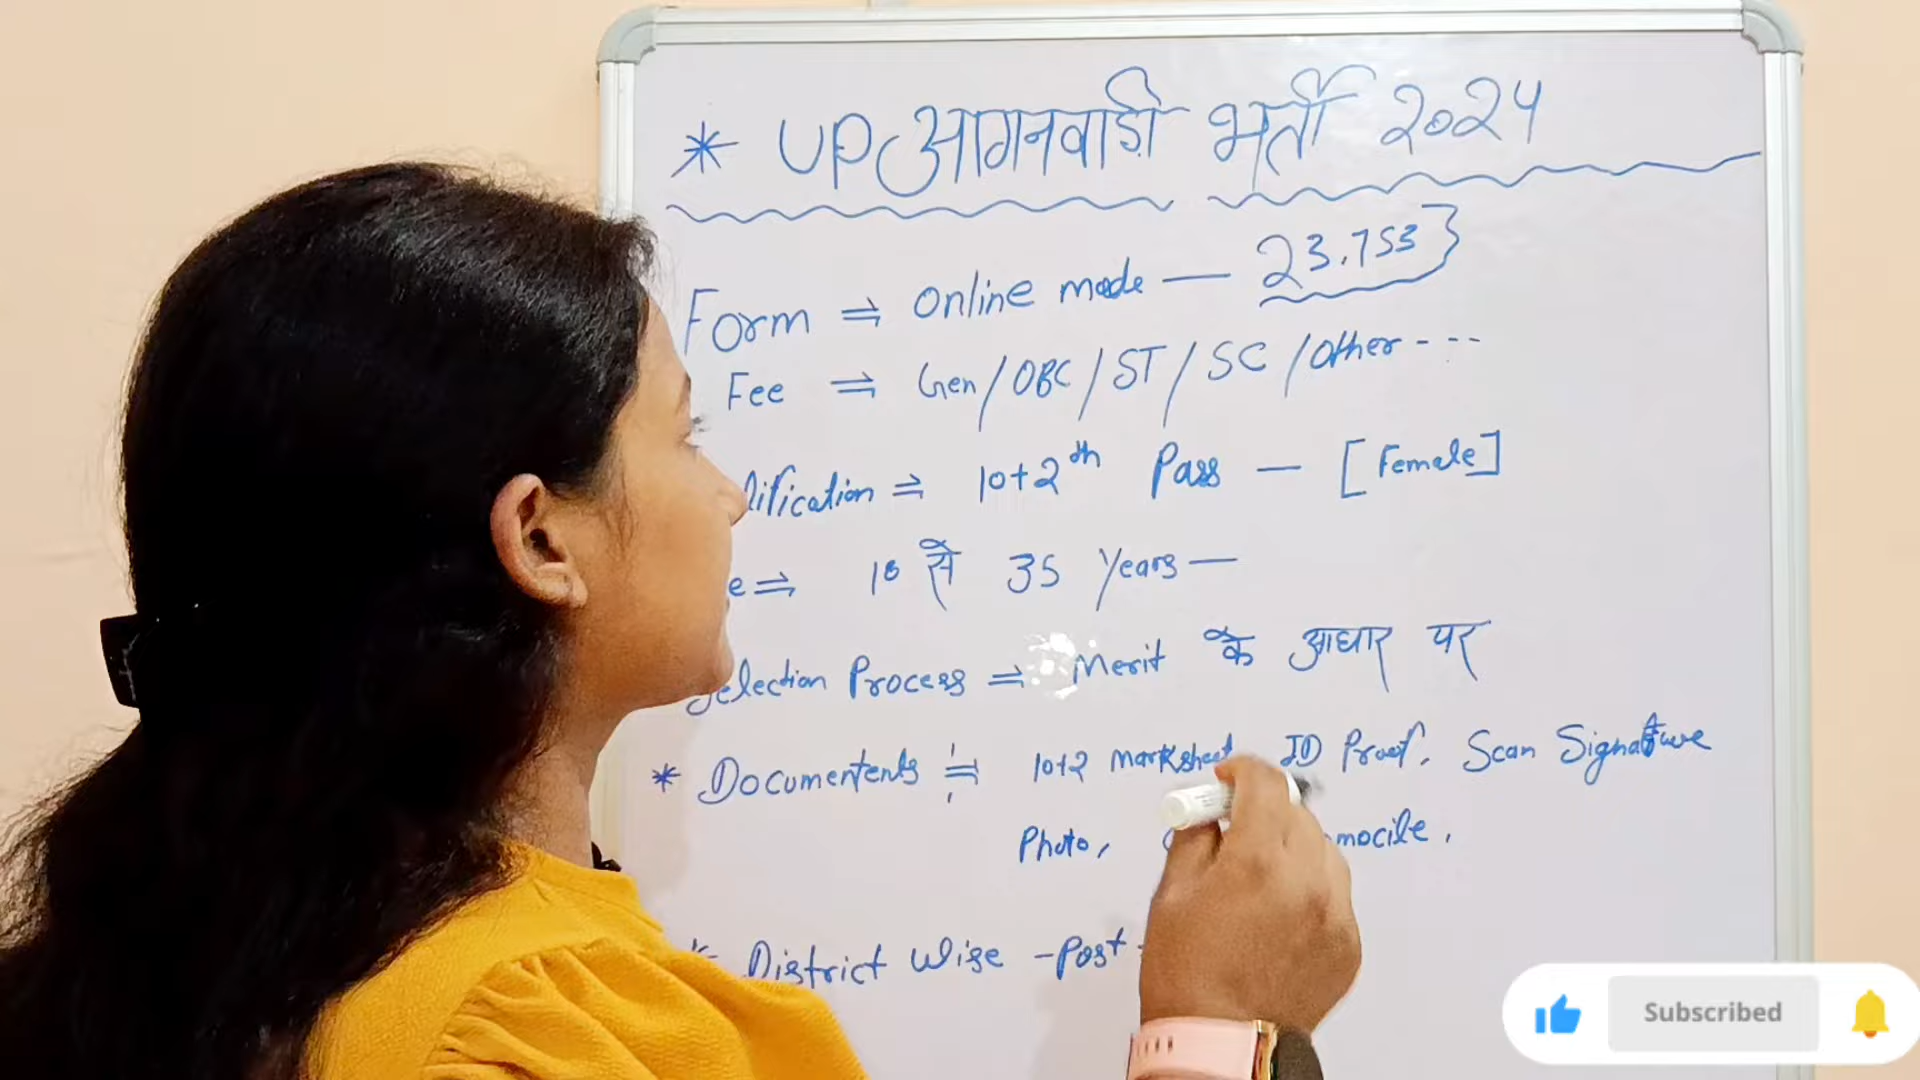 * UP आगनवाड़ी भर्ती 2024
Form ⇌ online mode — 23,753
Fee ⇌ Gen/OBC/ST/SC/Other---
lification ⇌ 10+2th Pass — [Female]
e ⇌ 18 से 35 Years —
Selection Process ⇌ Merit के आधार पर
* Documentents ⇌ 10+2 marksheet ID Proof, Scan Signature
Photo, mocile,
* District Wise - Post -
Subscribed